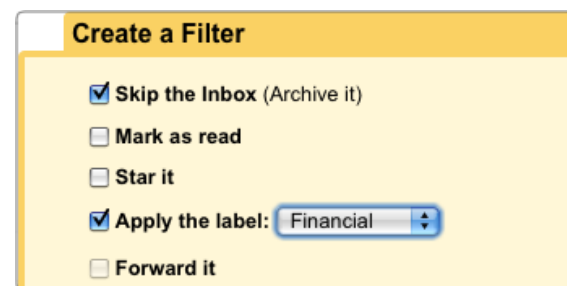 Create a Filter
Skip the Inbox (Archive it)
Mark as read
Star it
Apply the label: Financial
Forward it